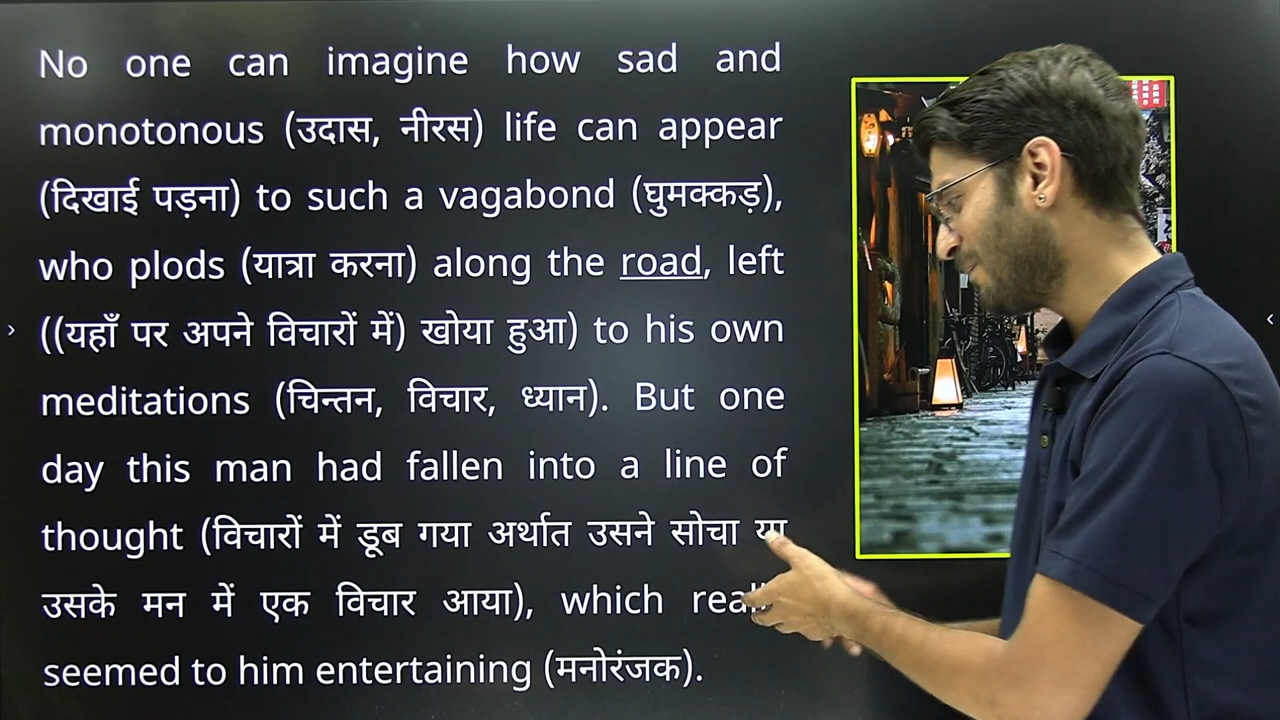 No one can imagine how sad and
monotonous (उदास, नीरस) life can appear
(दिखाई पड़ना) to such a vagabond (घुमक्कड़),
who plods (यात्रा करना) along the road, left
((यहाँ पर अपने विचारों में) खोया हुआ) to his own
meditations (चिन्तन, विचार, ध्यान). But one
day this man had fallen into a line of
thought (विचारों में डूब गया अर्थात उसने सोचा या
उसके मन में एक विचार आया), which
seemed to him entertaining (मनोरंजक).